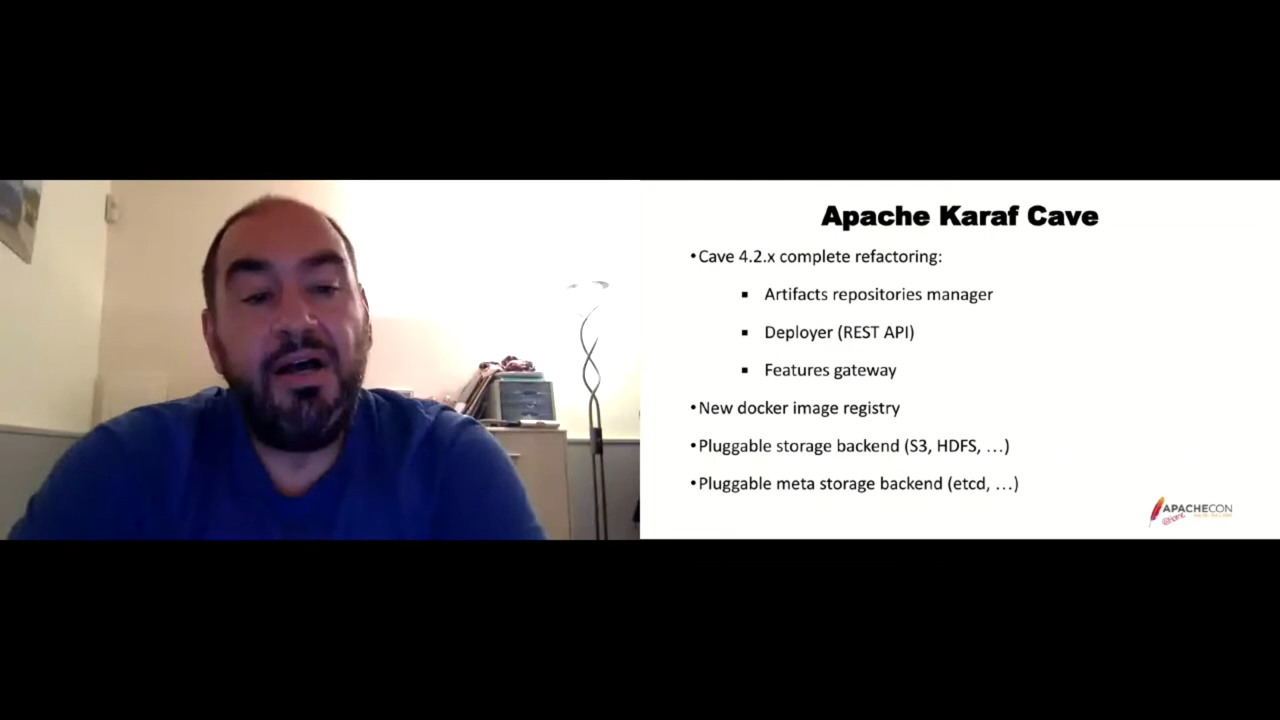 Apache Karaf Cave
•Cave 4.2.x complete refactoring:
▪ Artifacts repositories manager
▪ Deployer (REST API)
▪ Features gateway
•New docker image registry
•Pluggable storage backend (S3, HDFS, …)
•Pluggable meta storage backend (etcd, …)
APACHECON
@home